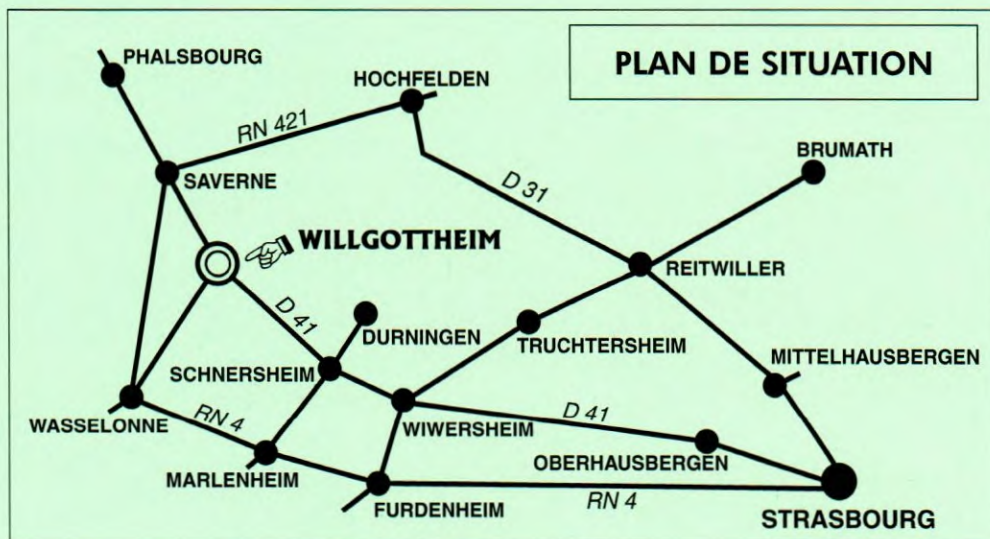 PHALSBOURG
PLAN DE SITUATION
HOCHFELDEN
RN 421
BRUMATH
SAVERNE
D 31
WILLGOTTHEIM
REITWILLER
D 41
DURNINGEN
TRUCHTERSHEIM
MITTELHAUSBERGEN
SCHNERSHEIM
WASSELONNE
RN 4
WIWERSHEIM
D 41
OBERHAUSBERGEN
MARLENHEIM
FURDENHEIM
RN 4
STRASBOURG